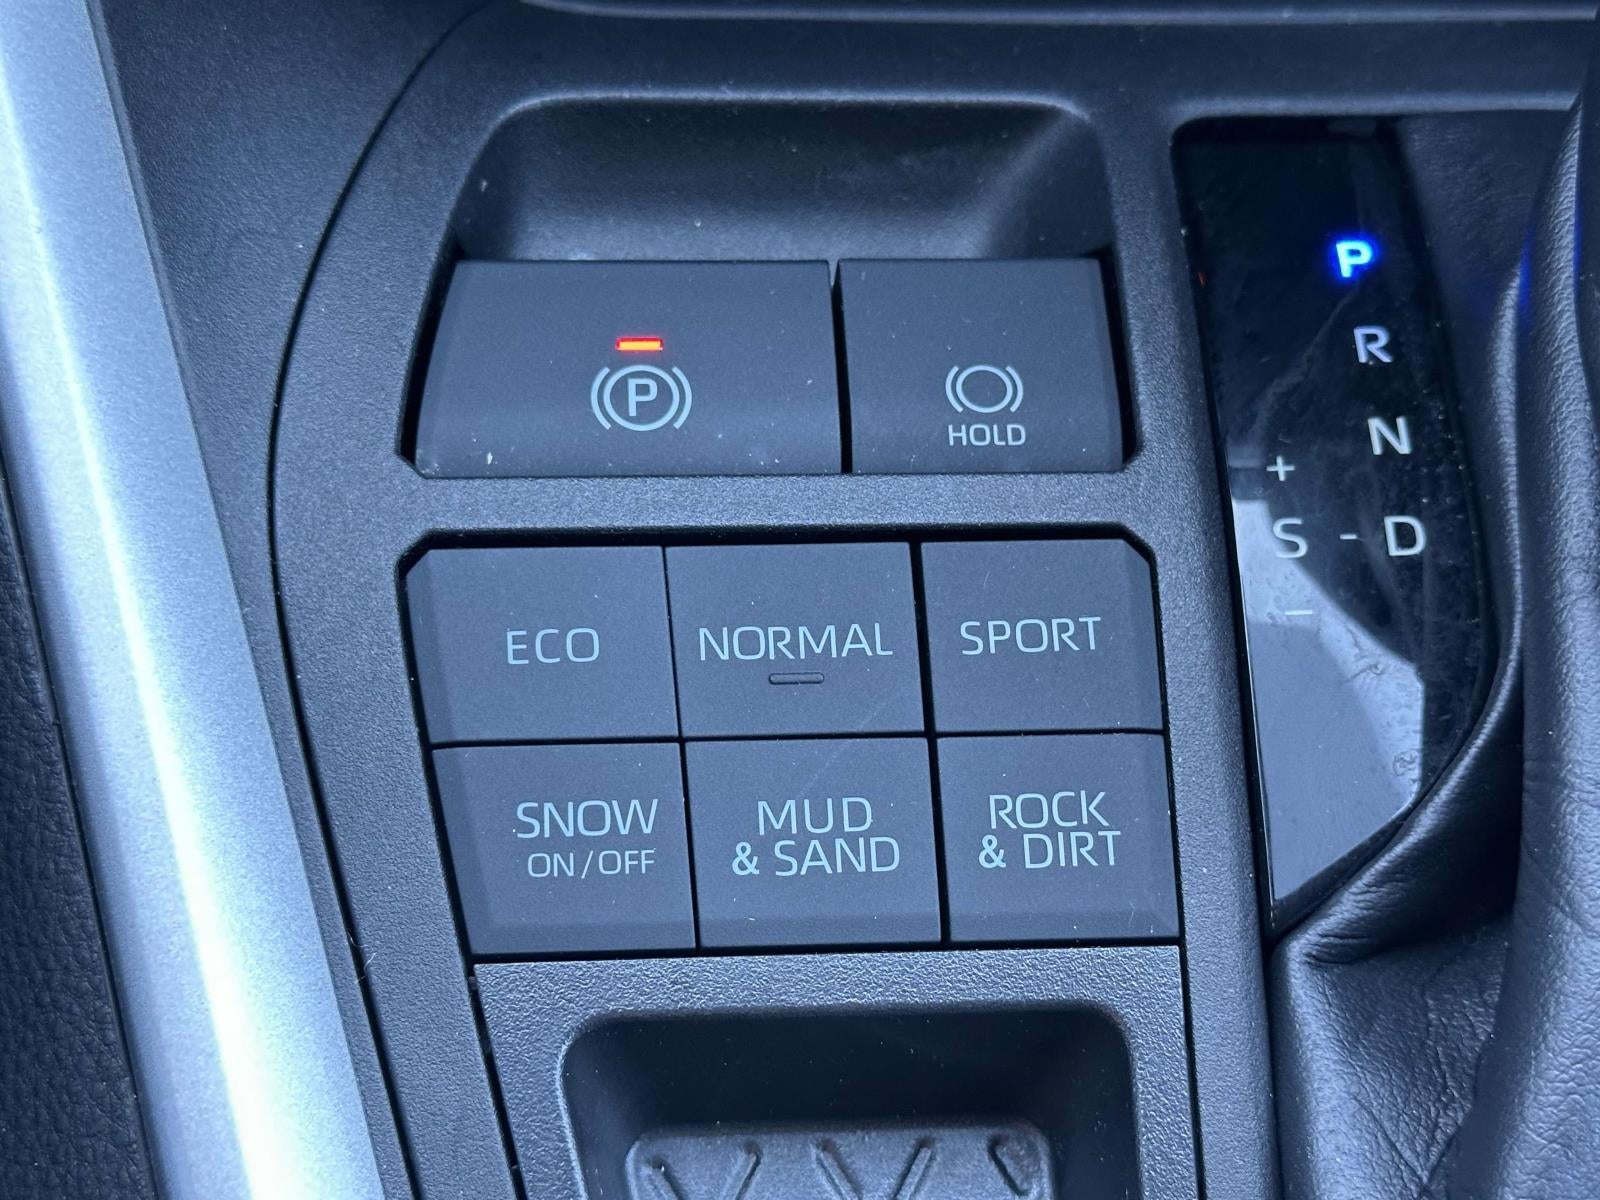 P
HOLD
P
R
N
+
S - D
-
ECO
NORMAL
SPORT
SNOW
ON/OFF
MUD
& SAND
ROCK
& DIRT